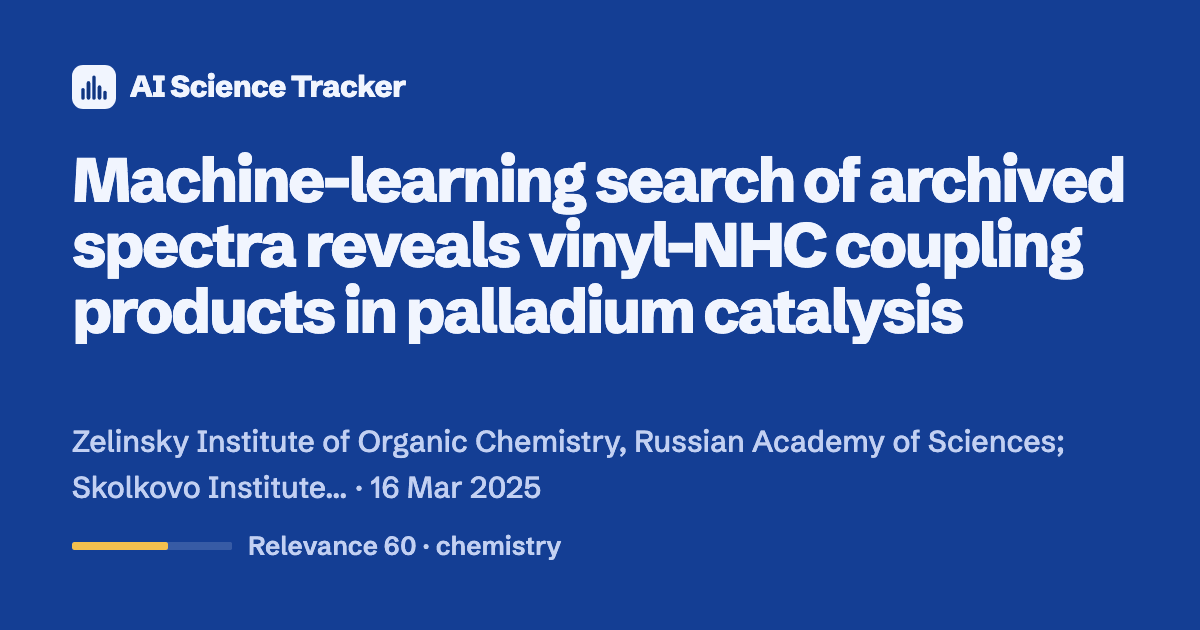 AI Science Tracker
Machine-learning search of archived
spectra reveals vinyl-NHC coupling
products in palladium catalysis
Zelinsky Institute of Organic Chemistry, Russian Academy of Sciences;
Skolkovo Institute... · 16 Mar 2025
Relevance 60 · chemistry